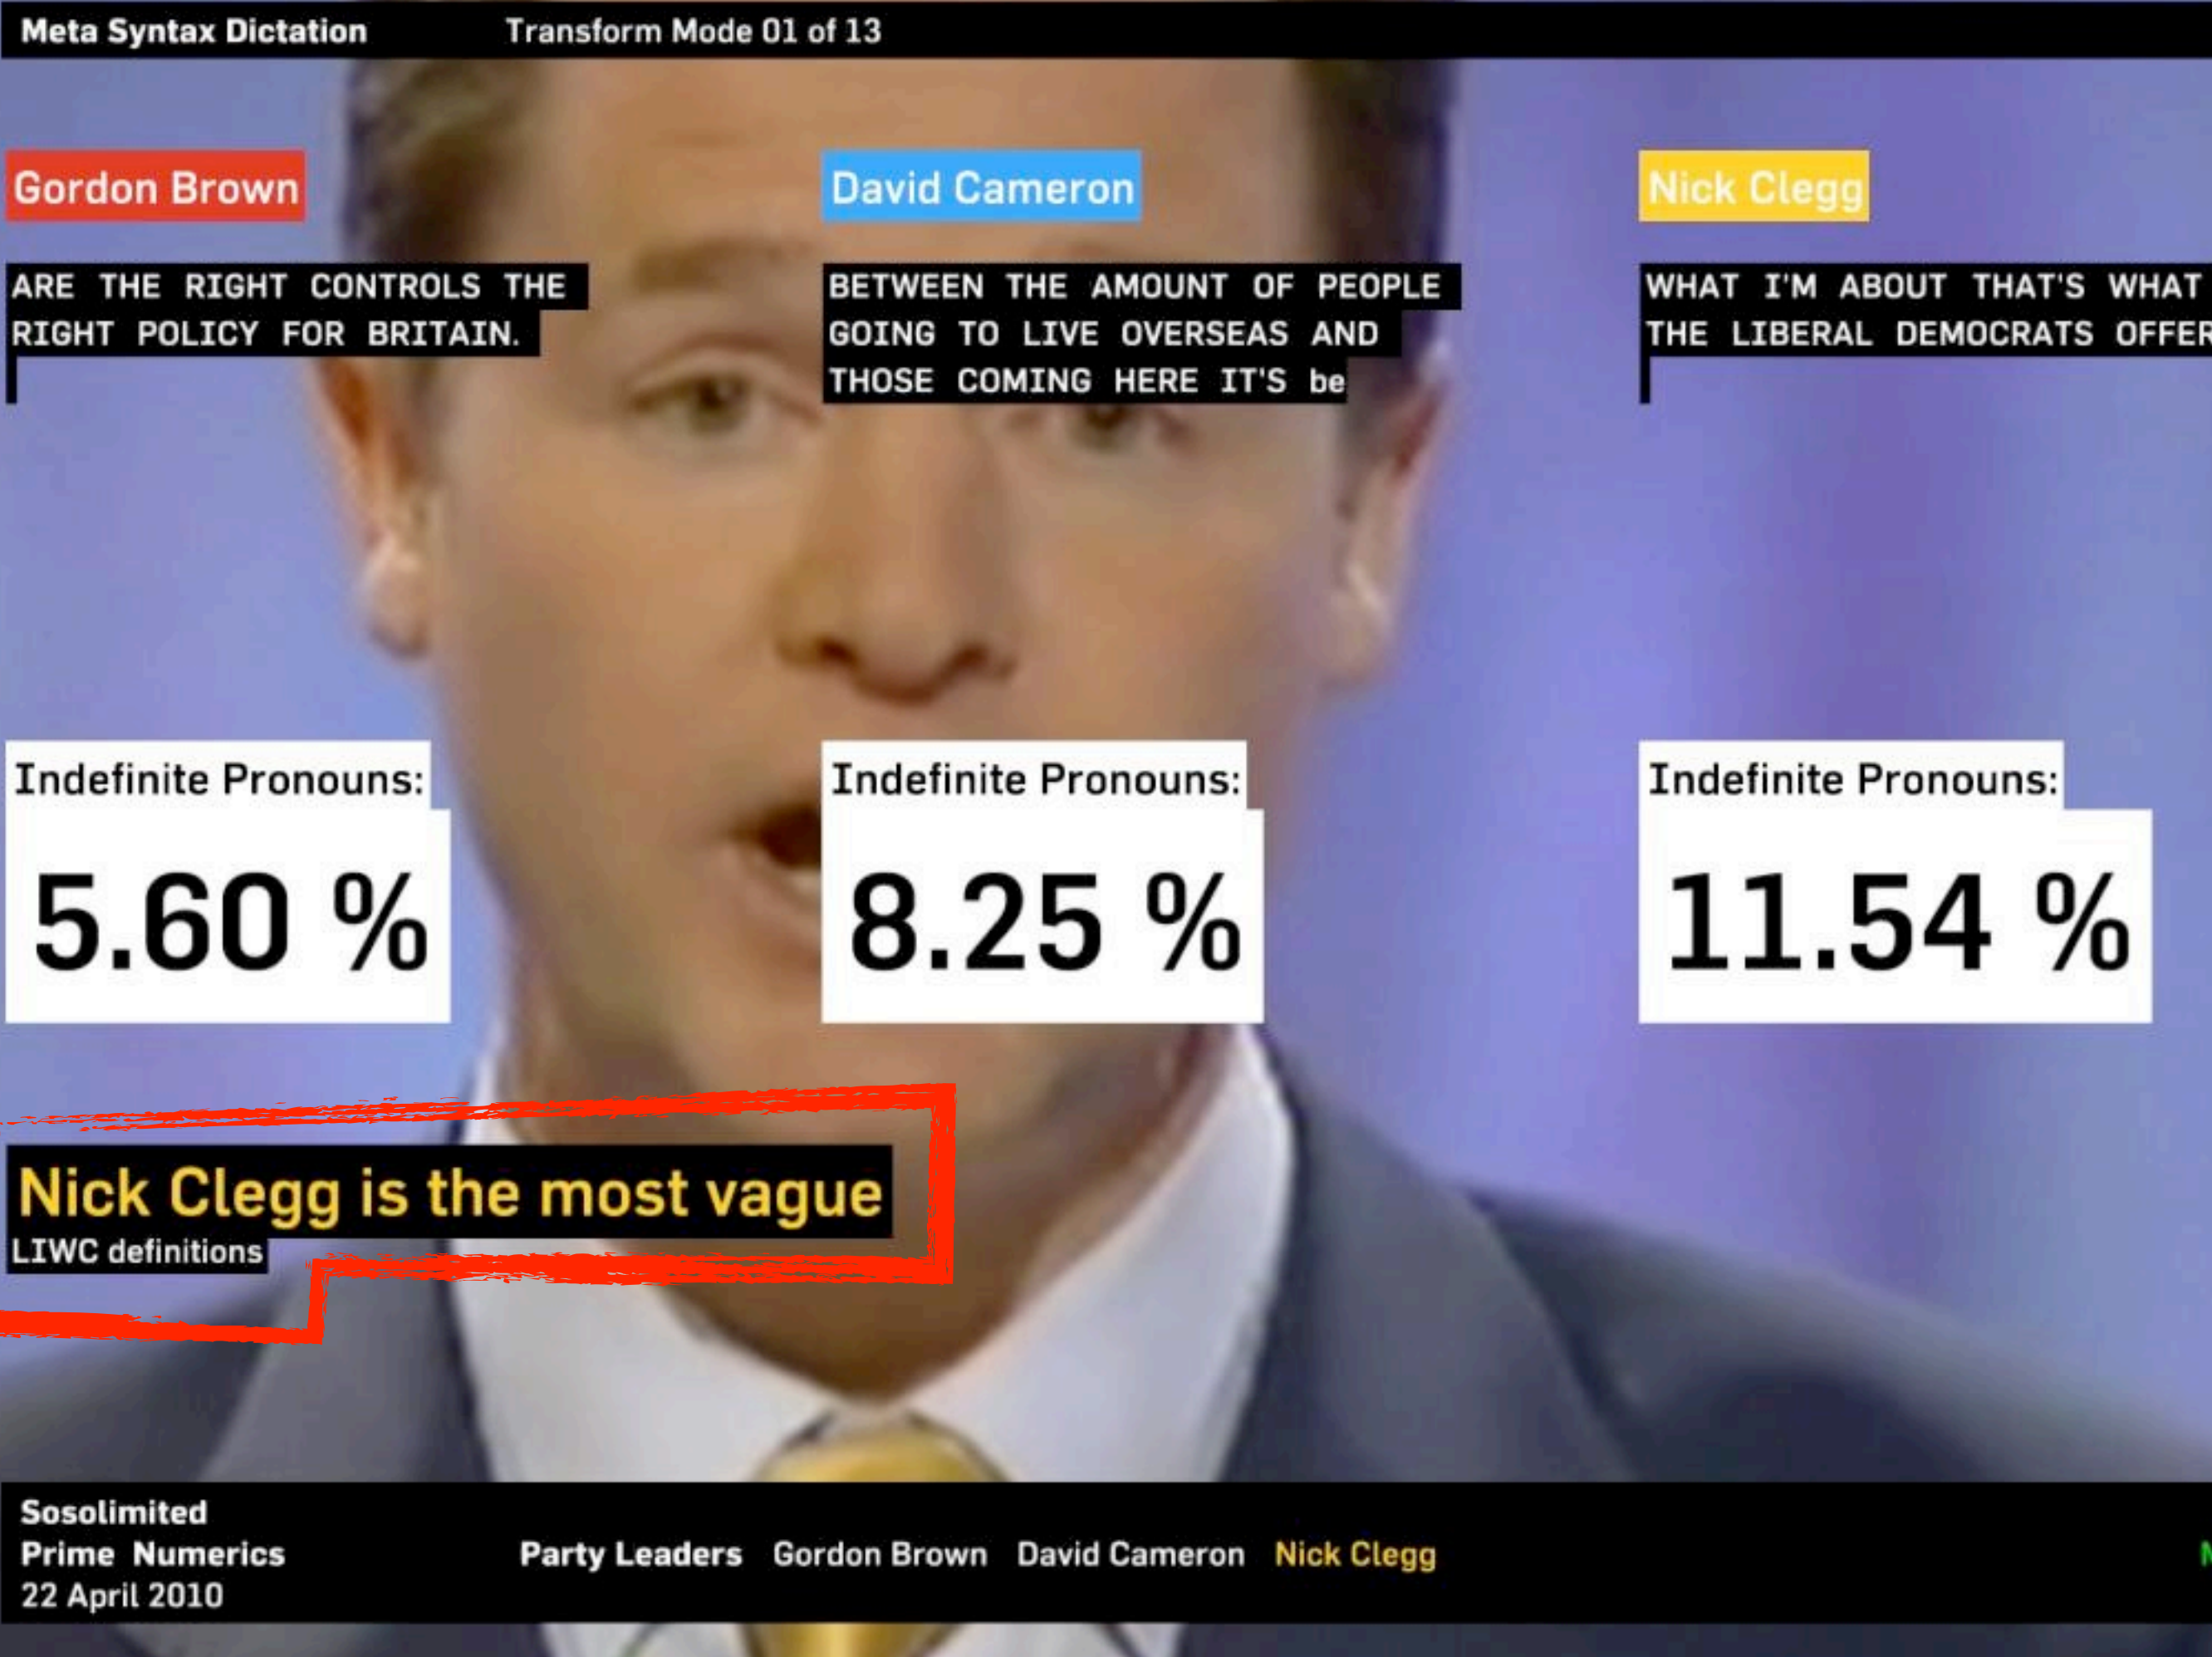 Meta Syntax Dictation Transform Mode 01 of 13
Gordon Brown
ARE THE RIGHT CONTROLS THE
RIGHT POLICY FOR BRITAIN.
David Cameron
BETWEEN THE AMOUNT OF PEOPLE
GOING TO LIVE OVERSEAS AND
THOSE COMING HERE IT'S be
Nick Clegg
WHAT I'M ABOUT THAT'S WHAT
THE LIBERAL DEMOCRATS OFFER
Indefinite Pronouns:
5.60 %
Indefinite Pronouns:
8.25 %
Indefinite Pronouns:
11.54 %
Nick Clegg is the most vague
LIWC definitions
Sosolimited
Prime Numerics
22 April 2010
Party Leaders Gordon Brown David Cameron Nick Clegg